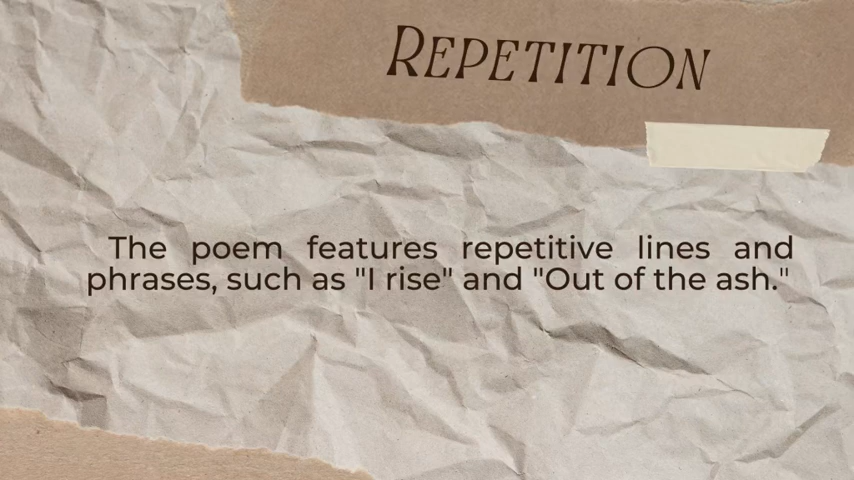 REPETITION
The poem features repetitive lines and
phrases, such as "I rise" and "Out of the ash."